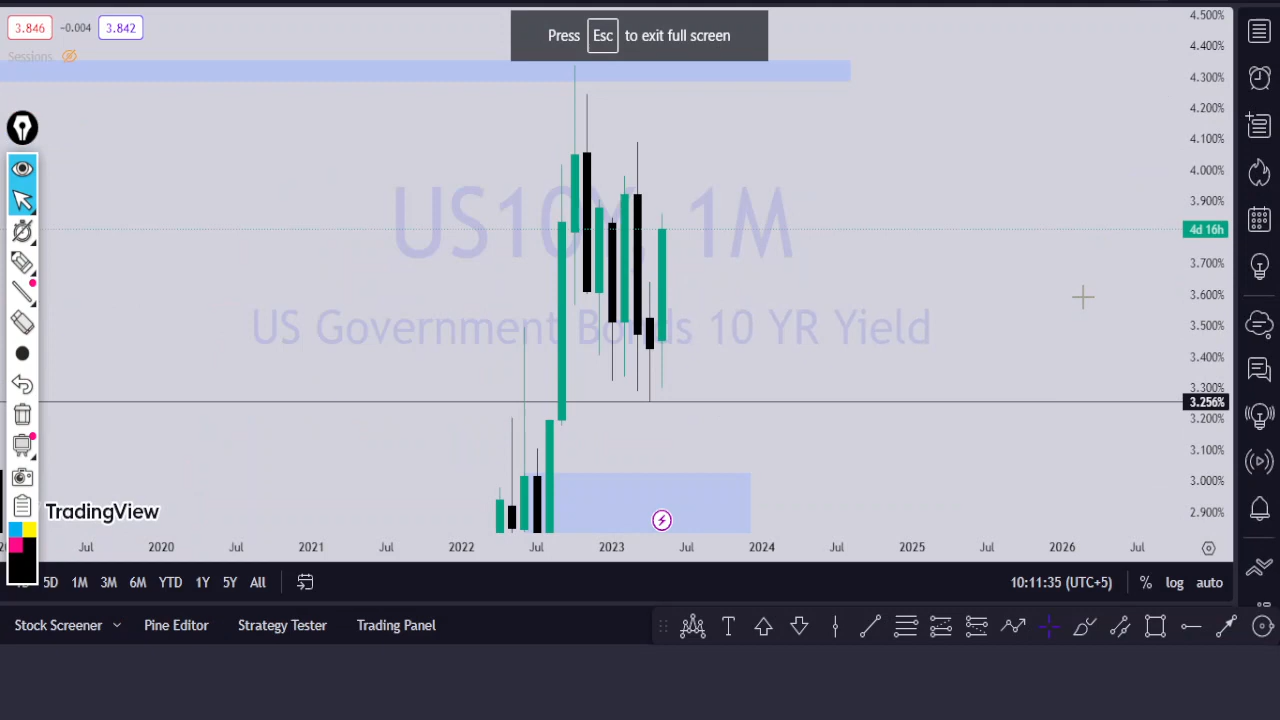 3.846 -0.004 3.842
Press Esc to exit full screen
Sessions
US10Y, 1M
US Government Bonds 10 YR Yield
4.500%
4.400%
4.300%
4.200%
4.100%
4.000%
3.900%
4d 16h
3.700%
3.600%
3.500%
3.400%
3.300%
3.256%
3.200%
3.100%
3.000%
2.900%
TradingView
Jul 2020 Jul 2021 Jul 2022 Jul 2023 Jul 2024 Jul 2025 Jul 2026 Jul
5D 1M 3M 6M YTD 1Y 5Y All 10:11:35 (UTC+5) % log auto
Stock Screener Pine Editor Strategy Tester Trading Panel